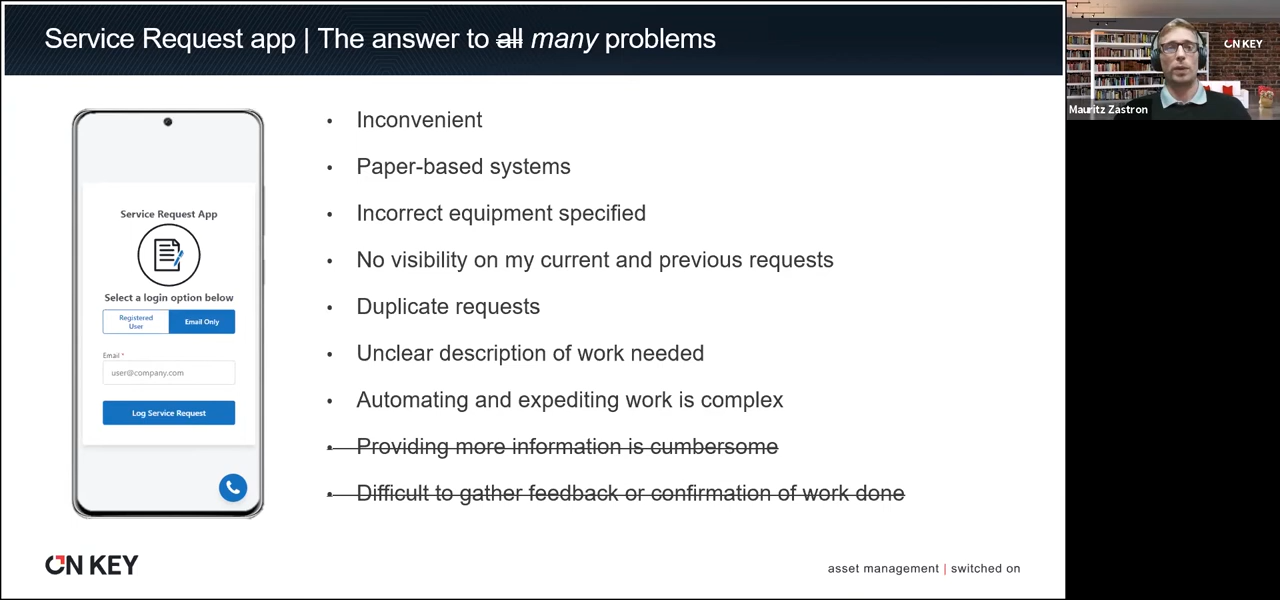 Service Request app | The answer to all many problems
ON KEY
Mauritz Zastron
Service Request App
Select a login option below
Registered
User
Email Only
Email *
user@company.com
Log Service Request
• Inconvenient
• Paper-based systems
• Incorrect equipment specified
• No visibility on my current and previous requests
• Duplicate requests
• Unclear description of work needed
• Automating and expediting work is complex
• Providing more information is cumbersome
• Difficult to gather feedback or confirmation of work done
ON KEY
asset management | switched on